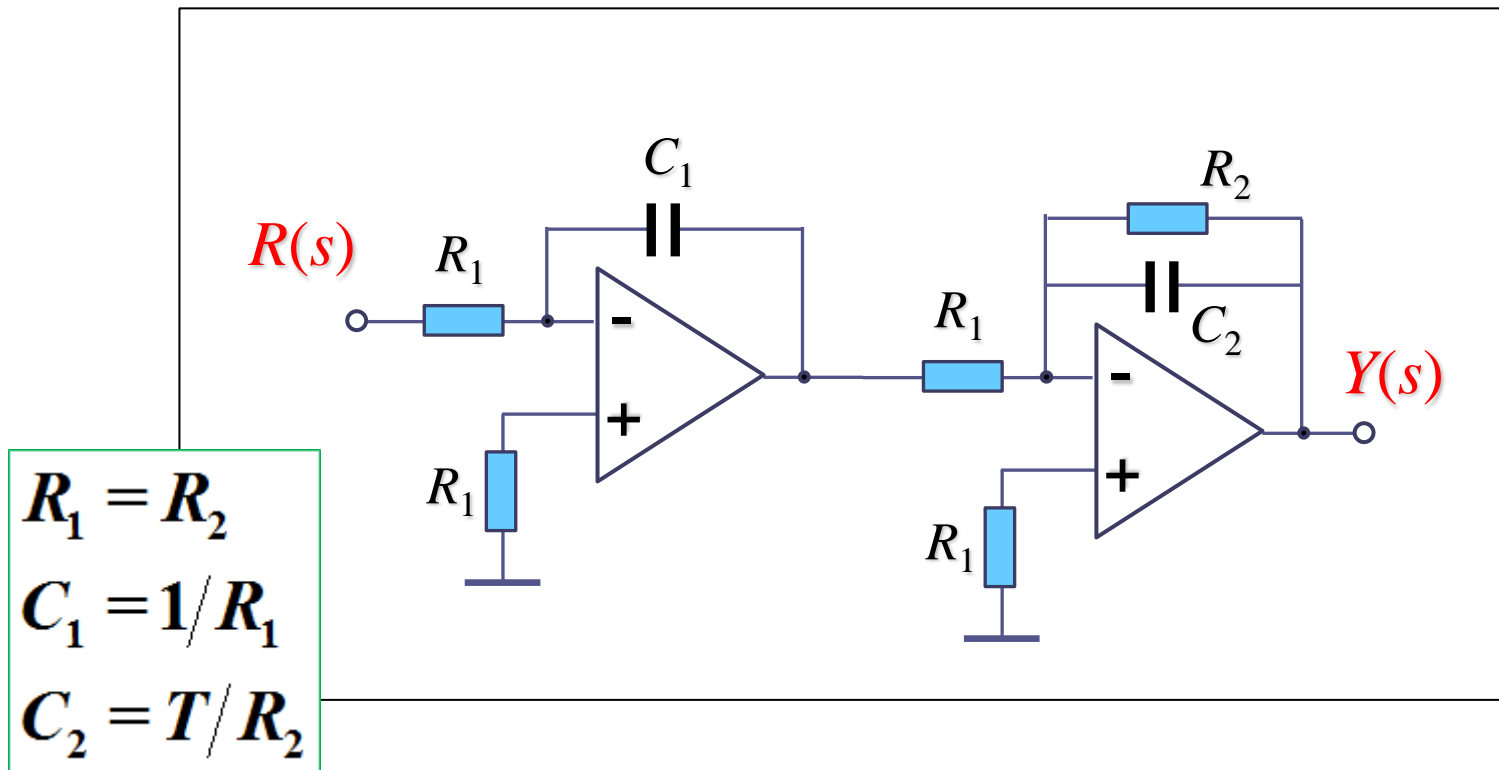 C₁
R₂
R(s)
R₁
-
C₂
R₁
-
Y(s)
+
R₁
+
R₁
R₁ = R₂
C₁ = 1/R₁
C₂ = T/R₂